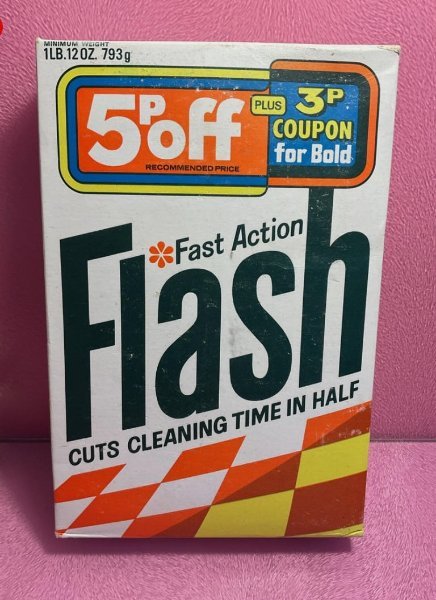 MINIMUM WEIGHT
1LB.12OZ. 793g
5P off
RECOMMENDED PRICE
PLUS
3P
COUPON
for Bold
Fast Action
Flash
CUTS CLEANING TIME IN HALF